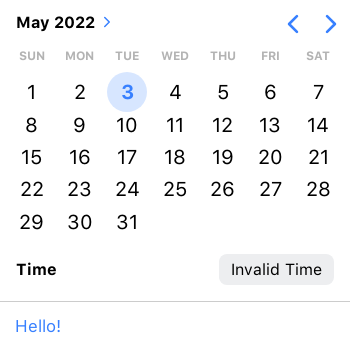 May 2022 >
SUN MON TUE WED THU FRI SAT
1 2 3 4 5 6 7
8 9 10 11 12 13 14
15 16 17 18 19 20 21
22 23 24 25 26 27 28
29 30 31
Time Invalid Time
Hello!